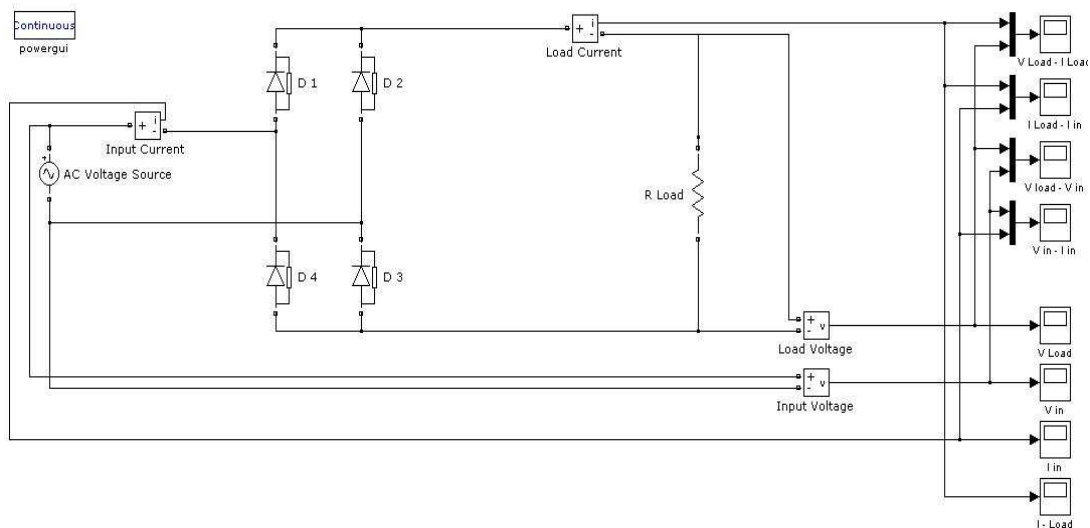 Continuous
powergui
i
+
-
Load Current
V Load - I Load
D 1
D 2
i
+
-
Input Current
I Load - I in
+
AC Voltage Source
R Load
V load - V in
V in - I in
D 4
D 3
+
-
v
Load Voltage
V Load
+
-
v
Input Voltage
V in
I in
I - Load